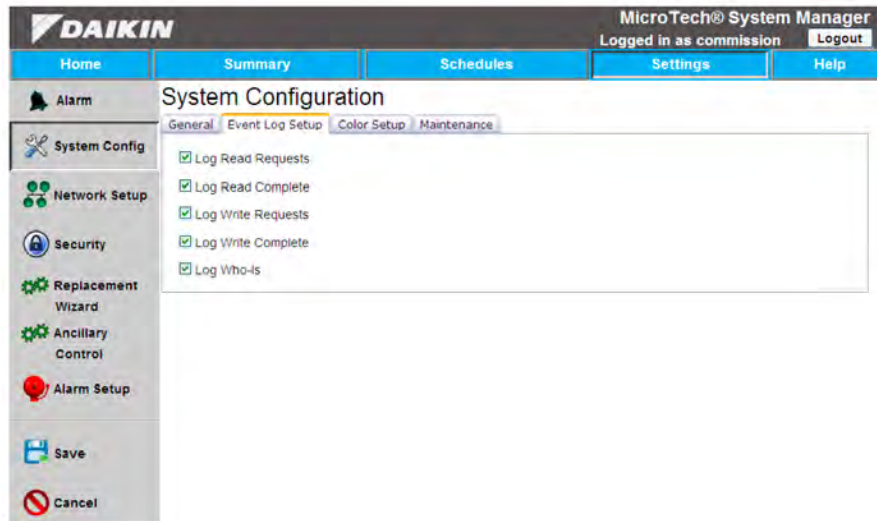 DAIKIN
MicroTech® System Manager
Logged in as commission Logout
Home Summary Schedules Settings Help
Alarm
System Config
Network Setup
Security
Replacement
Wizard
Ancillary
Control
Alarm Setup
Save
Cancel
System Configuration
General Event Log Setup Color Setup Maintenance
Log Read Requests
Log Read Complete
Log Write Requests
Log Write Complete
Log Who-Is